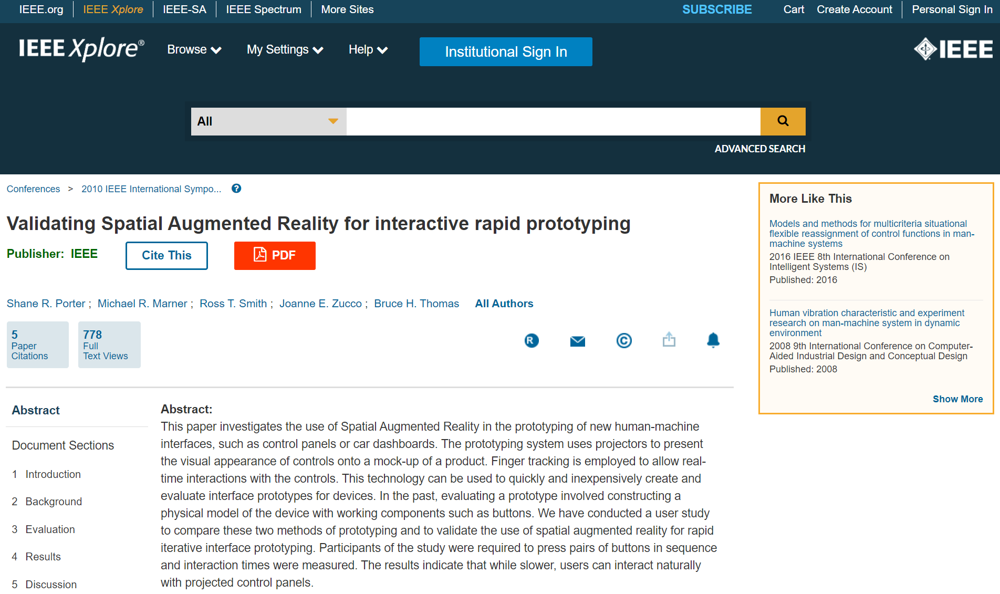 IEEE.org IEEE Xplore IEEE-SA IEEE Spectrum More Sites SUBSCRIBE Cart Create Account Personal Sign In
IEEE Xplore® Browse My Settings Help Institutional Sign In IEEE
All
ADVANCED SEARCH
Conferences > 2010 IEEE International Sympo... ?
Validating Spatial Augmented Reality for interactive rapid prototyping
Publisher: IEEE Cite This PDF
Shane R. Porter ; Michael R. Marner ; Ross T. Smith ; Joanne E. Zucco ; Bruce H. Thomas All Authors
5
Paper
Citations
778
Full
Text Views
R ©
Abstract
Document Sections
1 Introduction
2 Background
3 Evaluation
4 Results
5 Discussion
Abstract:
This paper investigates the use of Spatial Augmented Reality in the prototyping of new human-machine
interfaces, such as control panels or car dashboards. The prototyping system uses projectors to present
the visual appearance of controls onto a mock-up of a product. Finger tracking is employed to allow real-
time interactions with the controls. This technology can be used to quickly and inexpensively create and
evaluate interface prototypes for devices. In the past, evaluating a prototype involved constructing a
physical model of the device with working components such as buttons. We have conducted a user study
to compare these two methods of prototyping and to validate the use of spatial augmented reality for rapid
iterative interface prototyping. Participants of the study were required to press pairs of buttons in sequence
and interaction times were measured. The results indicate that while slower, users can interact naturally
with projected control panels.
More Like This
Models and methods for multicriteria situational
flexible reassignment of control functions in man-
machine systems
2016 IEEE 8th International Conference on
Intelligent Systems (IS)
Published: 2016
Human vibration characteristic and experiment
research on man-machine system in dynamic
environment
2008 9th International Conference on Computer-
Aided Industrial Design and Conceptual Design
Published: 2008
Show More